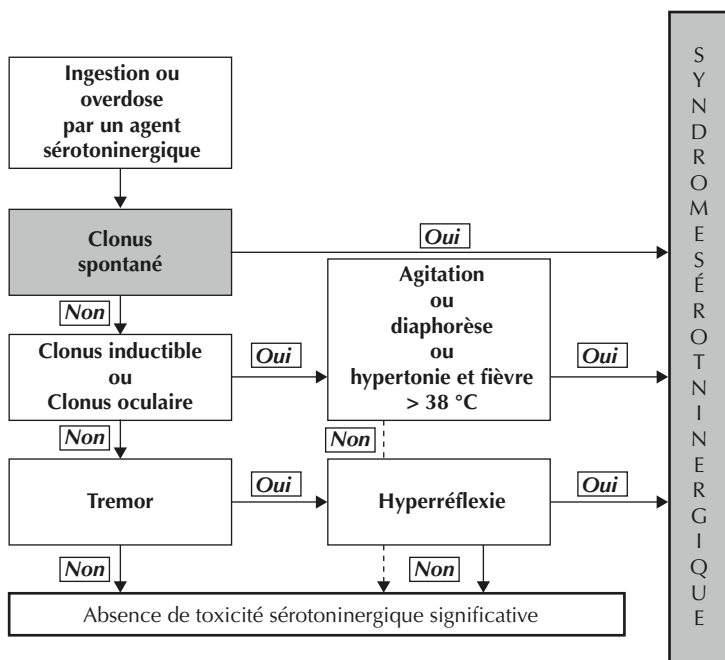 Ingestion ou
overdose
par un agent
sérotoninergique
Clonus
spontané
Oui
Non
Clonus inductible
ou
Clonus oculaire
Oui
Agitation
ou
diaphorèse
ou
hypertonie et fièvre
> 38 °C
Oui
Non
Non
Tremor
Oui
Hyperréflexie
Oui
Non
Non
Absence de toxicité sérotoninergique significative
SYNDROMESÉROTNINERGIQUE